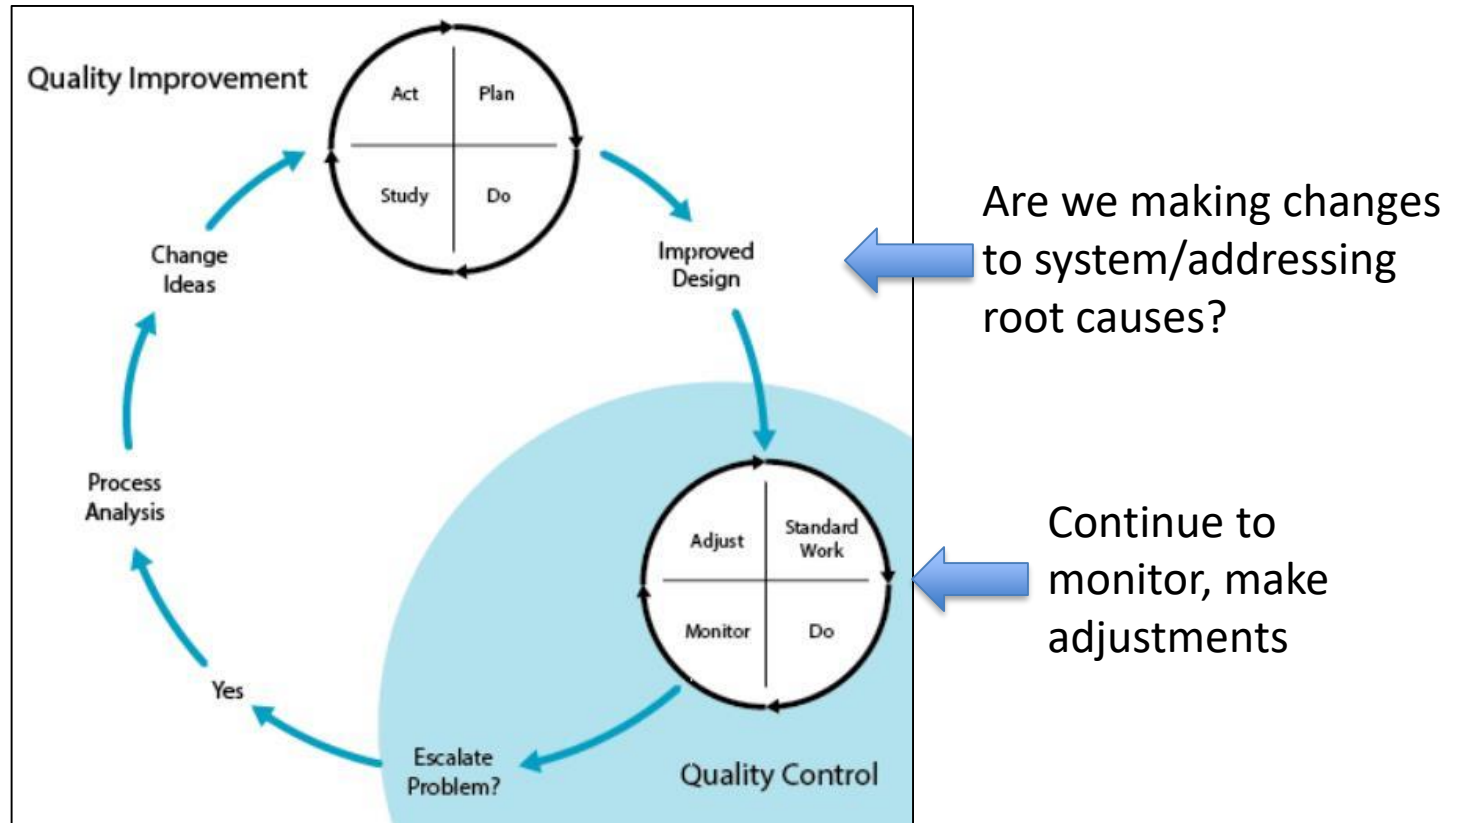 Quality Improvement
Act
Plan
Study
Do
Change
Ideas
Improved
Design
Are we making changes
to system/addressing
root causes?
Process
Analysis
Adjust
Standard
Work
Monitor
Do
Continue to
monitor, make
adjustments
Yes
Escalate
Problem?
Quality Control